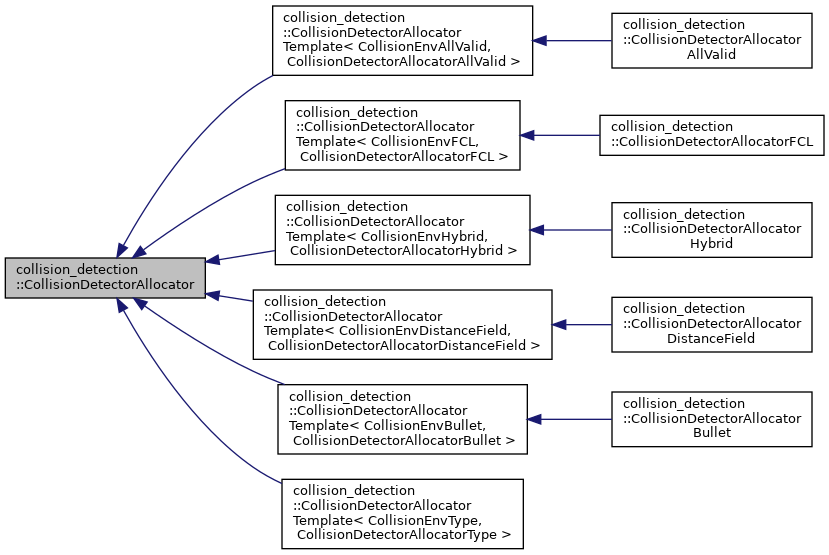 collision_detection
::CollisionDetectorAllocator
collision_detection
::CollisionDetectorAllocator
Template< CollisionEnvAllValid,
CollisionDetectorAllocatorAllValid >
collision_detection
::CollisionDetectorAllocator
AllValid
collision_detection
::CollisionDetectorAllocator
Template< CollisionEnvFCL,
CollisionDetectorAllocatorFCL >
collision_detection
::CollisionDetectorAllocatorFCL
collision_detection
::CollisionDetectorAllocator
Template< CollisionEnvHybrid,
CollisionDetectorAllocatorHybrid >
collision_detection
::CollisionDetectorAllocator
Hybrid
collision_detection
::CollisionDetectorAllocator
Template< CollisionEnvDistanceField,
CollisionDetectorAllocatorDistanceField >
collision_detection
::CollisionDetectorAllocator
DistanceField
collision_detection
::CollisionDetectorAllocator
Template< CollisionEnvBullet,
CollisionDetectorAllocatorBullet >
collision_detection
::CollisionDetectorAllocator
Bullet
collision_detection
::CollisionDetectorAllocator
Template< CollisionEnvType,
CollisionDetectorAllocatorType >